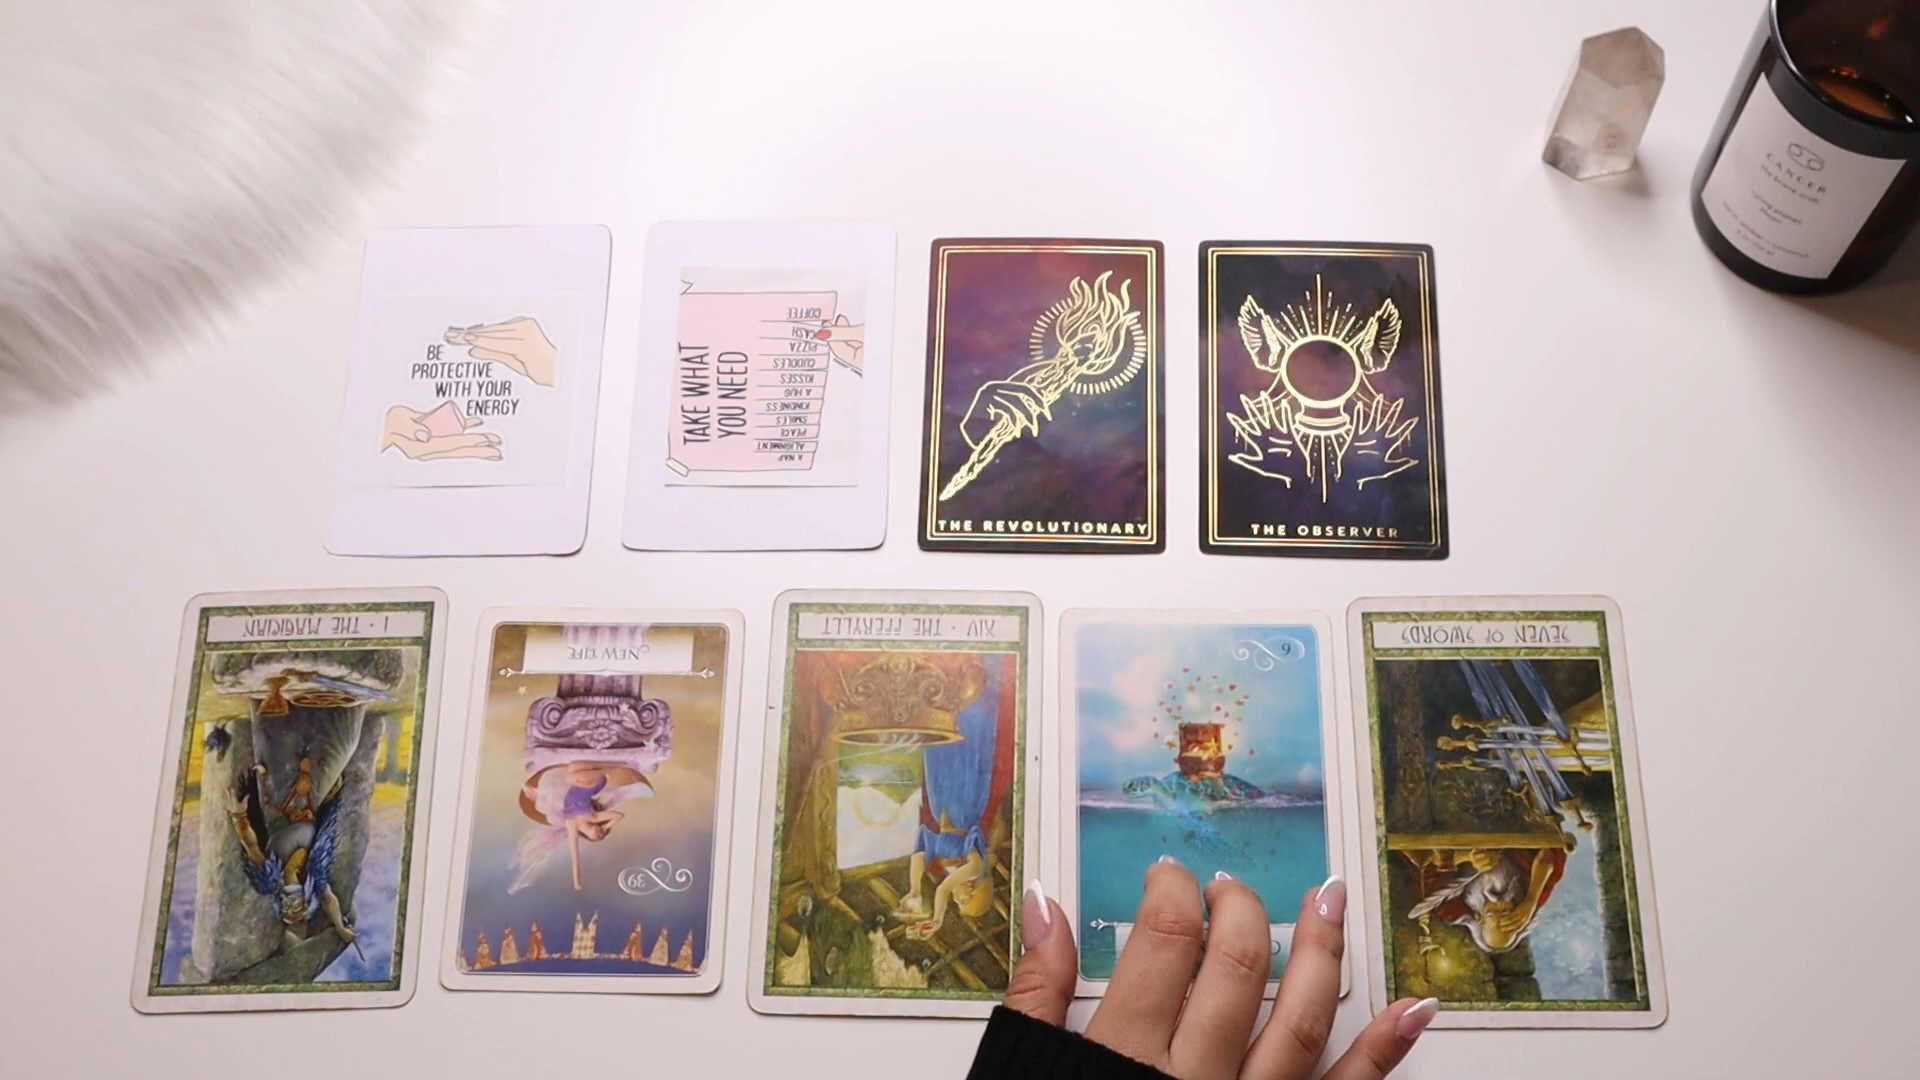 CANCER
BE
PROTECTIVE
WITH YOUR
ENERGY
TAKE WHAT
YOU NEED
COFFEE
CASH
PIZZA
CUDDLES
KISSES
A HUG
KINDNESS
SMILES
PEACE
ALIGNMENT
A NAP
THE REVOLUTIONARY
THE OBSERVER
I · THE MAGICIAN
NEW LIFE
39
XIV · THE FFERYLLT
6
SEVEN OF SWORDS